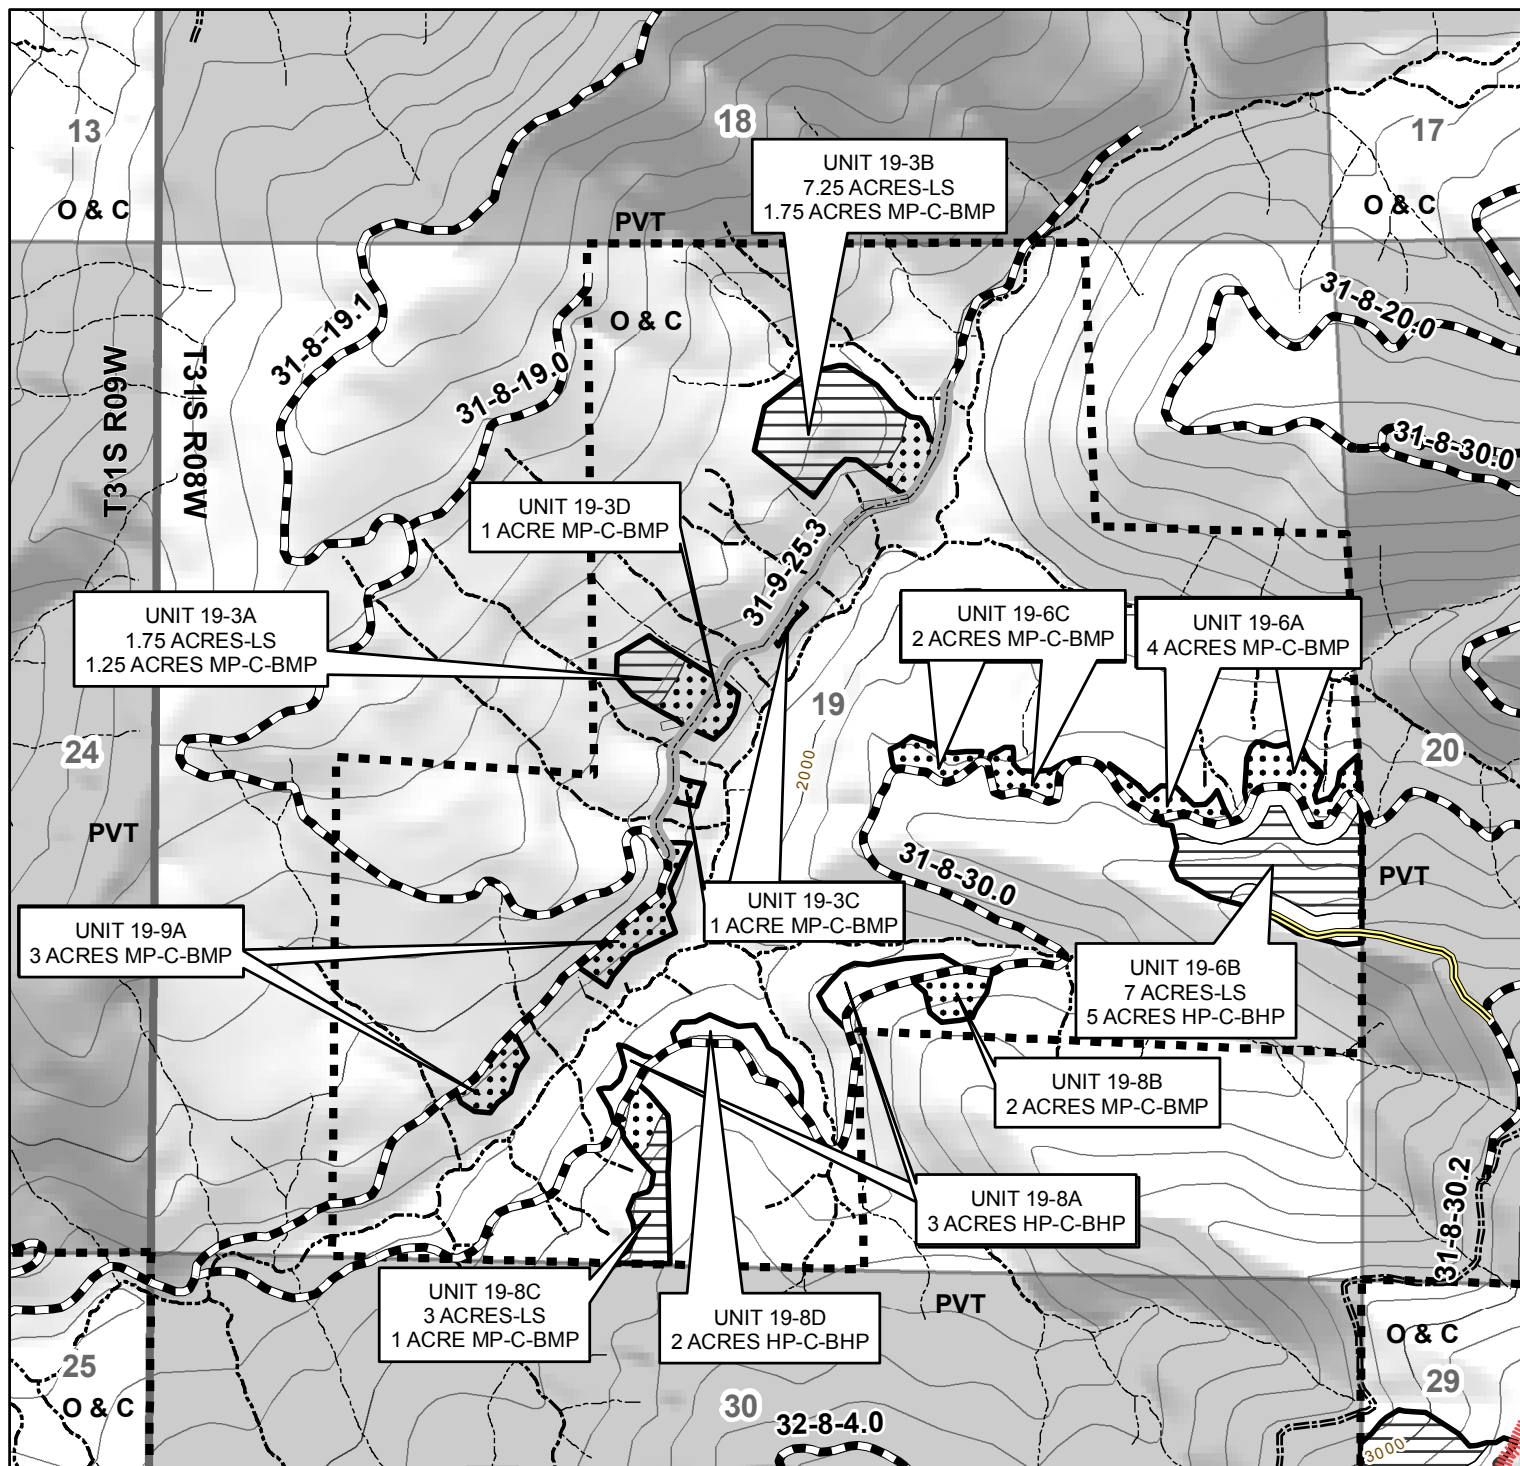 13
18
17
UNIT 19-3B
7.25 ACRES-LS
1.75 ACRES MP-C-BMP
O & C
PVT
O & C
31-8-19.1
O & C
31-8-20.0
T31S R09W
T31S R08W
31-8-19.0
31-8-30.0
UNIT 19-3D
1 ACRE MP-C-BMP
31-9-25.3
UNIT 19-3A
1.75 ACRES-LS
1.25 ACRES MP-C-BMP
UNIT 19-6C
2 ACRES MP-C-BMP
UNIT 19-6A
4 ACRES MP-C-BMP
19
24
20
2000
PVT
31-8-30.0
PVT
UNIT 19-3C
1 ACRE MP-C-BMP
UNIT 19-9A
3 ACRES MP-C-BMP
UNIT 19-6B
7 ACRES-LS
5 ACRES HP-C-BHP
UNIT 19-8B
2 ACRES MP-C-BMP
UNIT 19-8A
3 ACRES HP-C-BHP
31-8-30.2
UNIT 19-8C
3 ACRES-LS
1 ACRE MP-C-BMP
UNIT 19-8D
2 ACRES HP-C-BHP
PVT
O & C
25
29
O & C
30
32-8-4.0
3000